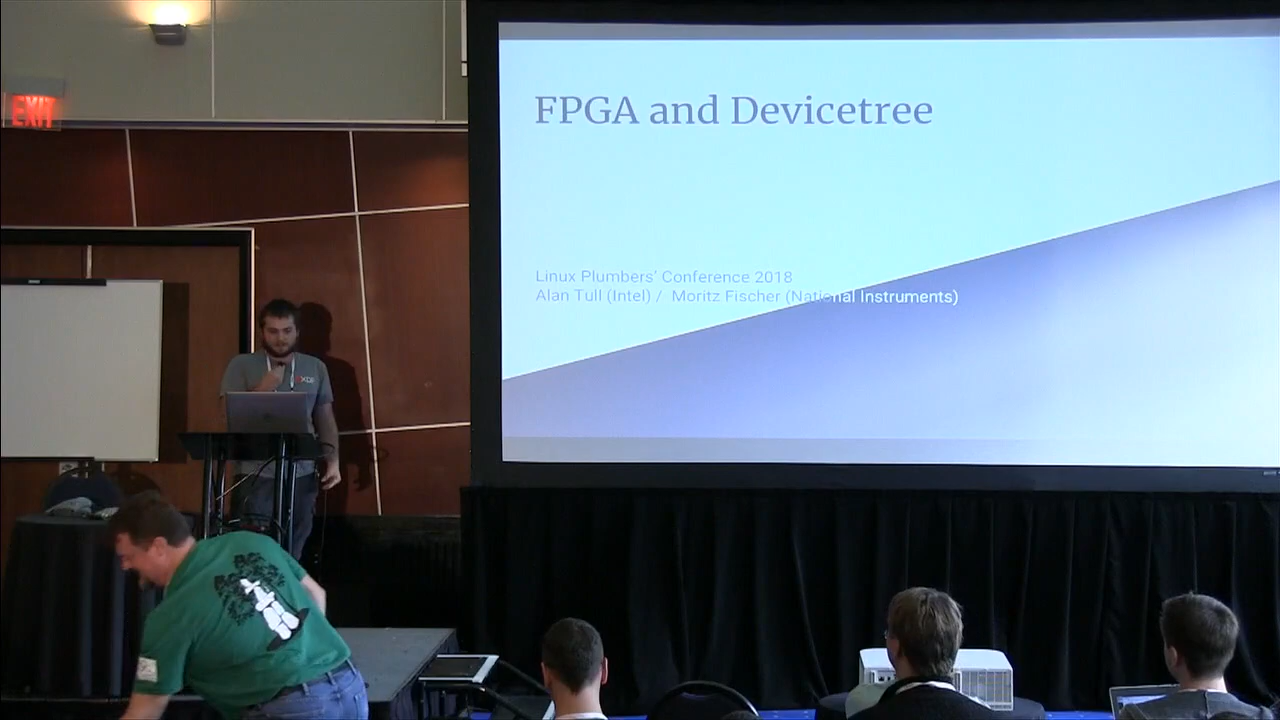 EXIT
FPGA and Devicetree
Linux Plumbers' Conference 2018
Alan Tull (Intel) / Moritz Fischer (National Instruments)